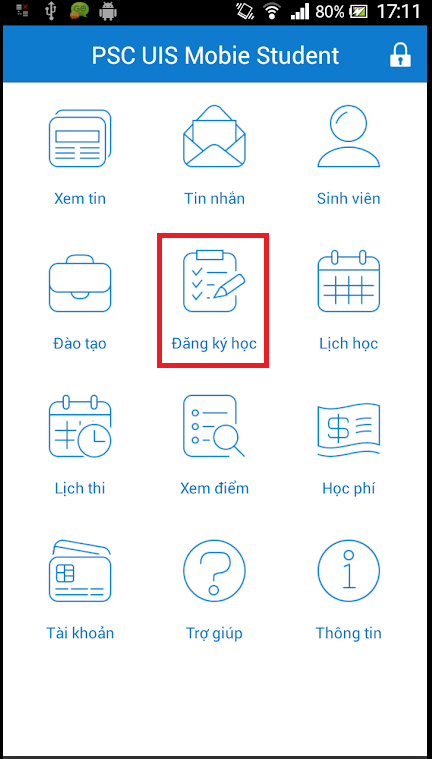 80% 17:11
PSC UIS Mobie Student
Xem tin
Tin nhắn
Sinh viên
Đào tạo
Đăng ký học
Lịch học
Lịch thi
Xem điểm
Học phí
Tài khoản
Trợ giúp
Thông tin